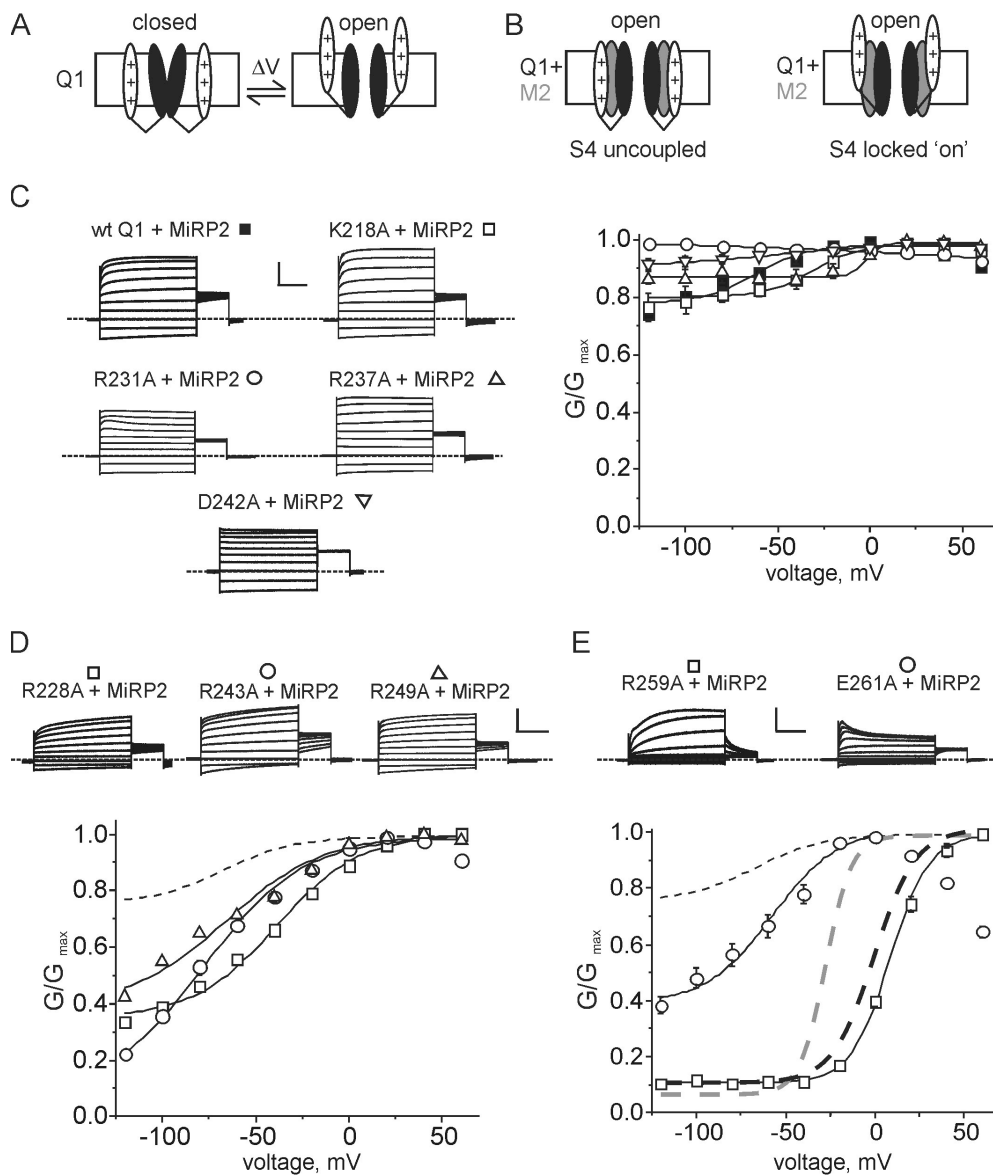 A
closed
open
Q1
ΔV
+
+
+
+
+
+
+
+
+
+
+
+
B
open
open
Q1+
M2
Q1+
M2
+
+
+
+
+
+
+
+
+
+
+
+
S4 uncoupled
S4 locked 'on'
C
wt Q1 + MiRP2
K218A + MiRP2
R231A + MiRP2
R237A + MiRP2
D242A + MiRP2
G/G max
1.0
0.8
0.6
0.4
0.2
0.0
-100
-50
0
50
voltage, mV
D
R228A + MiRP2
R243A + MiRP2
R249A + MiRP2
G/G max
1.0
0.8
0.6
0.4
0.2
0.0
-100
-50
0
50
voltage, mV
E
R259A + MiRP2
E261A + MiRP2
G/G max
1.0
0.8
0.6
0.4
0.2
0.0
-100
-50
0
50
voltage, mV